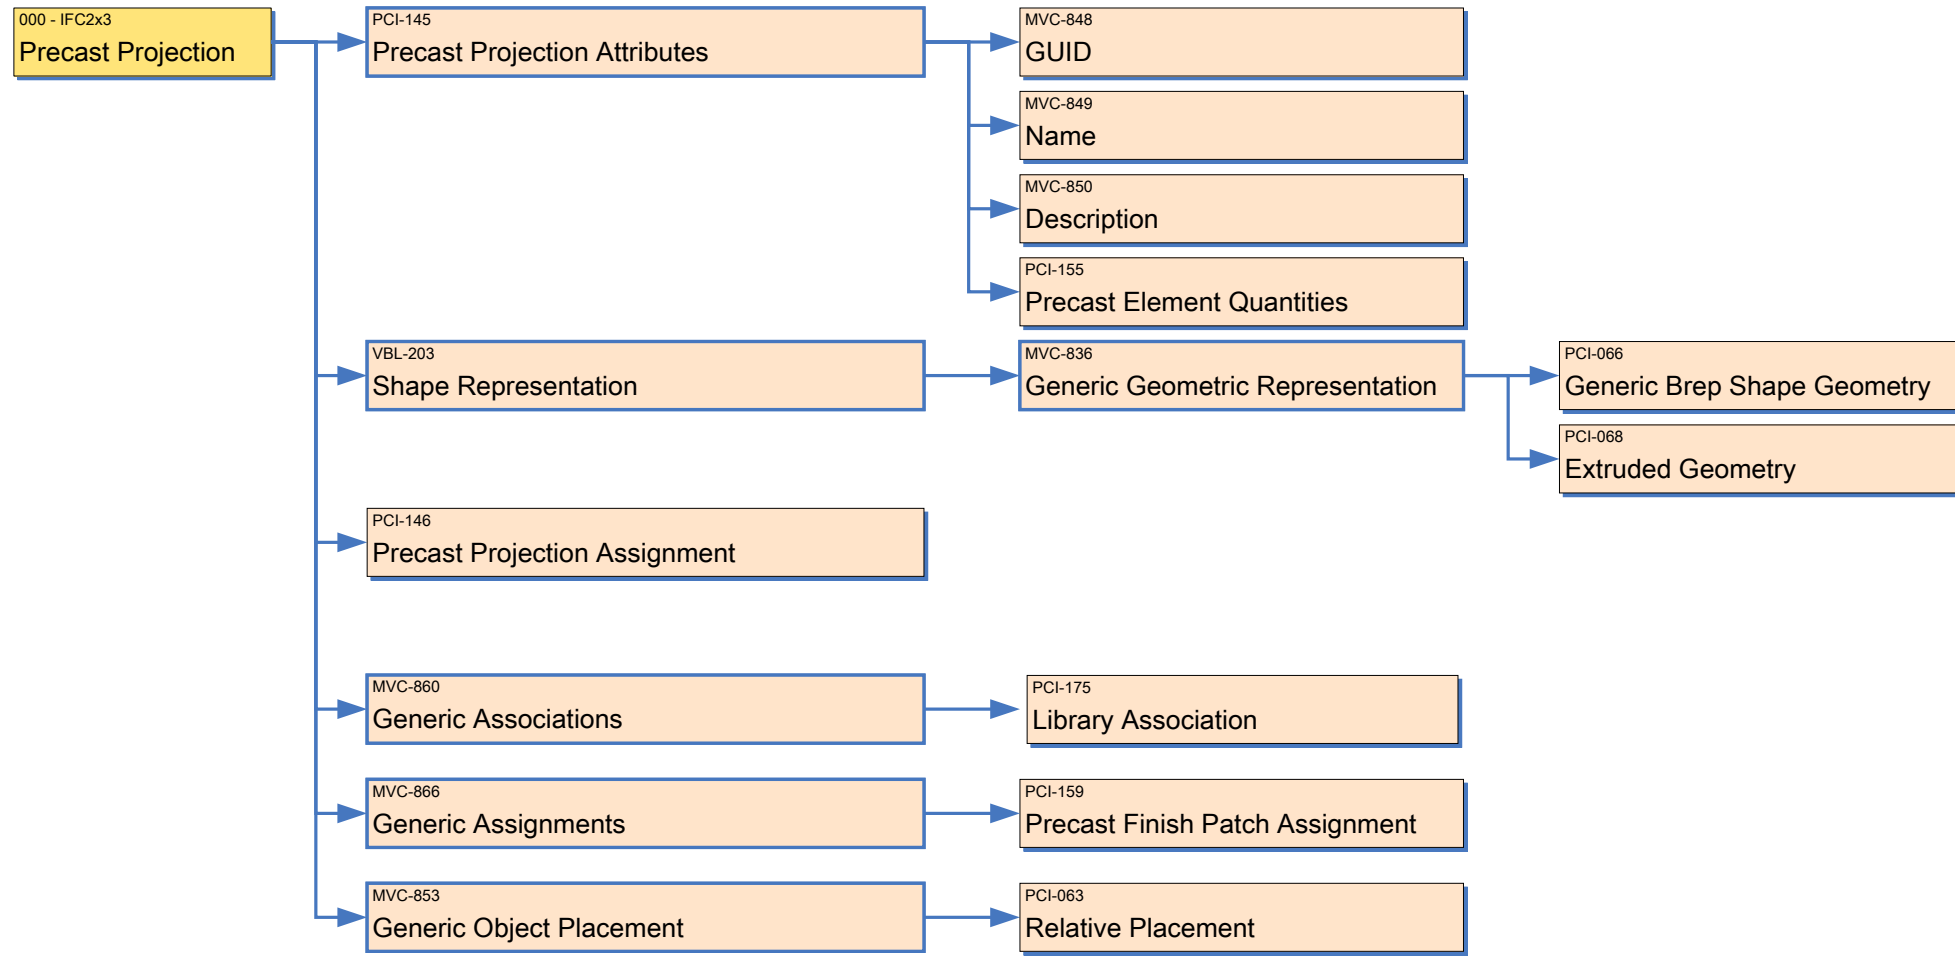 000 - IFC2x3
Precast Projection
PCI-145
Precast Projection Attributes
MVC-848
GUID
MVC-849
Name
MVC-850
Description
PCI-155
Precast Element Quantities
VBL-203
Shape Representation
MVC-836
Generic Geometric Representation
PCI-066
Generic Brep Shape Geometry
PCI-068
Extruded Geometry
PCI-146
Precast Projection Assignment
MVC-860
Generic Associations
PCI-175
Library Association
MVC-866
Generic Assignments
PCI-159
Precast Finish Patch Assignment
MVC-853
Generic Object Placement
PCI-063
Relative Placement